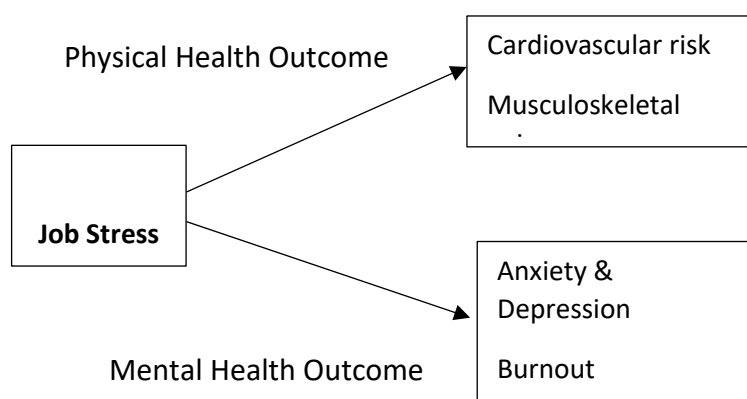 Physical Health Outcome
Cardiovascular risk
Musculoskeletal
Job Stress
Anxiety &
Depression
Mental Health Outcome
Burnout